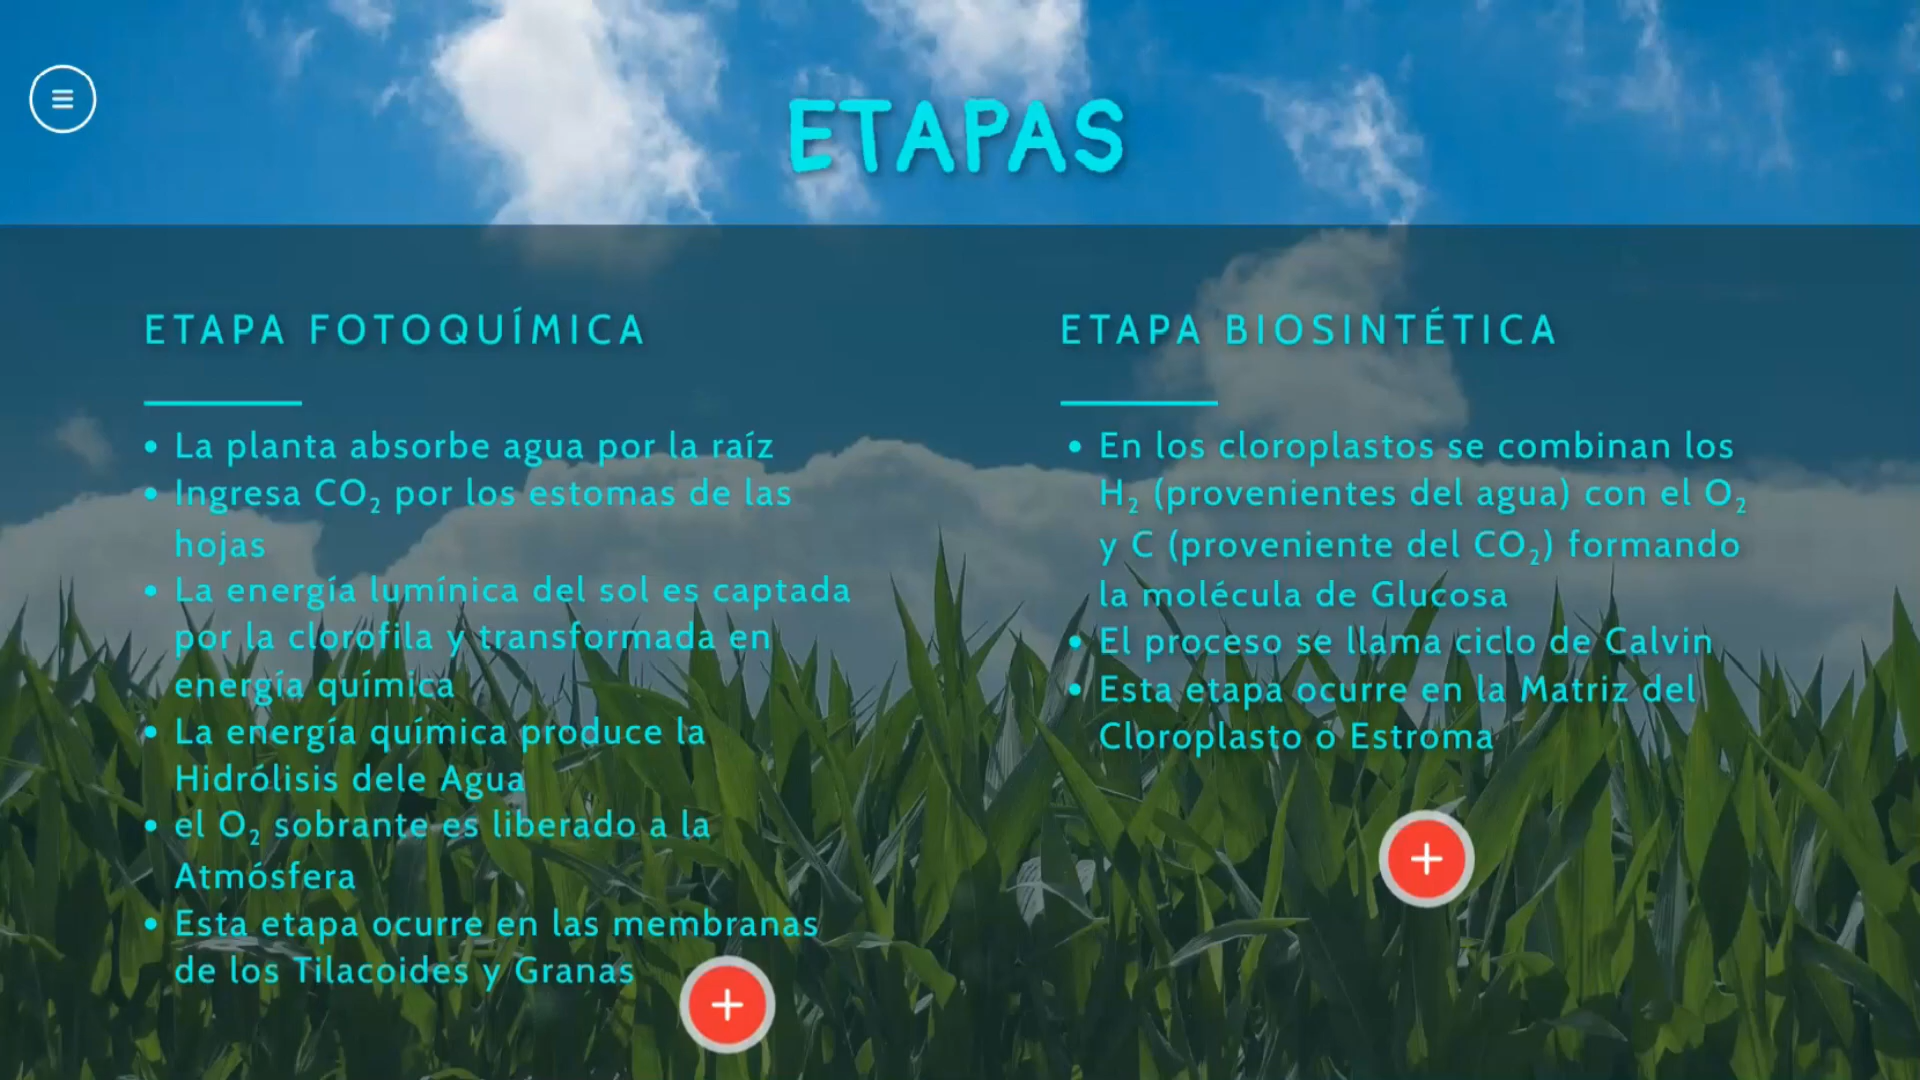 ETAPAS
ETAPA FOTOQUÍMICA
• La planta absorbe agua por la raíz
• Ingresa CO₂ por los estomas de las
hojas
• La energía lumínica del sol es captada
por la clorofila y transformada en
energía química
• La energía química produce la
Hidrólisis dele Agua
• el O₂ sobrante es liberado a la
Atmósfera
• Esta etapa ocurre en las membranas
de los Tilacoides y Granas
ETAPA BIOSINTÉTICA
• En los cloroplastos se combinan los
H₂ (provenientes del agua) con el O₂
y C (proveniente del CO₂) formando
la molécula de Glucosa
• El proceso se llama ciclo de Calvin
• Esta etapa ocurre en la Matriz del
Cloroplasto o Estroma